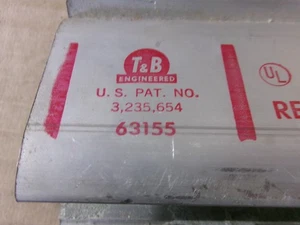 T&B
ENGINEERED
U.S. PAT. NO.
3,235,654
63155
UL
RE